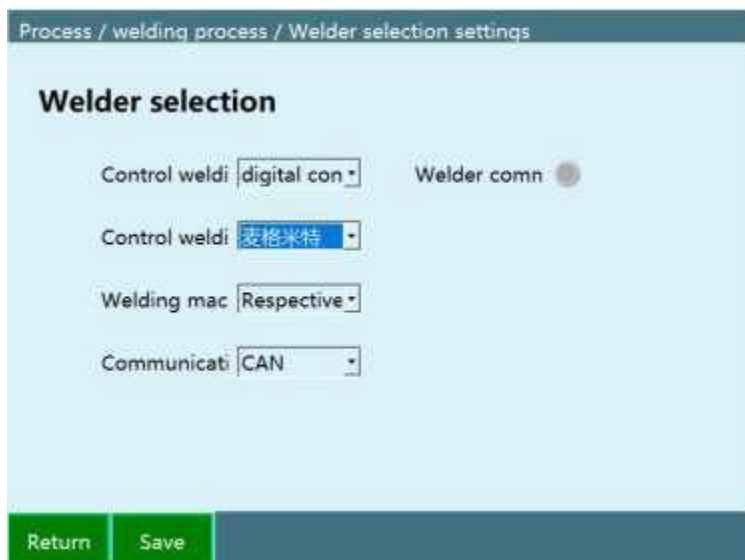 Process / welding process / Welder selection settings
Welder selection
Control weldi digital con Welder comn
Control weldi 麦格米特
Welding mac Respective
Communicati CAN
Return Save